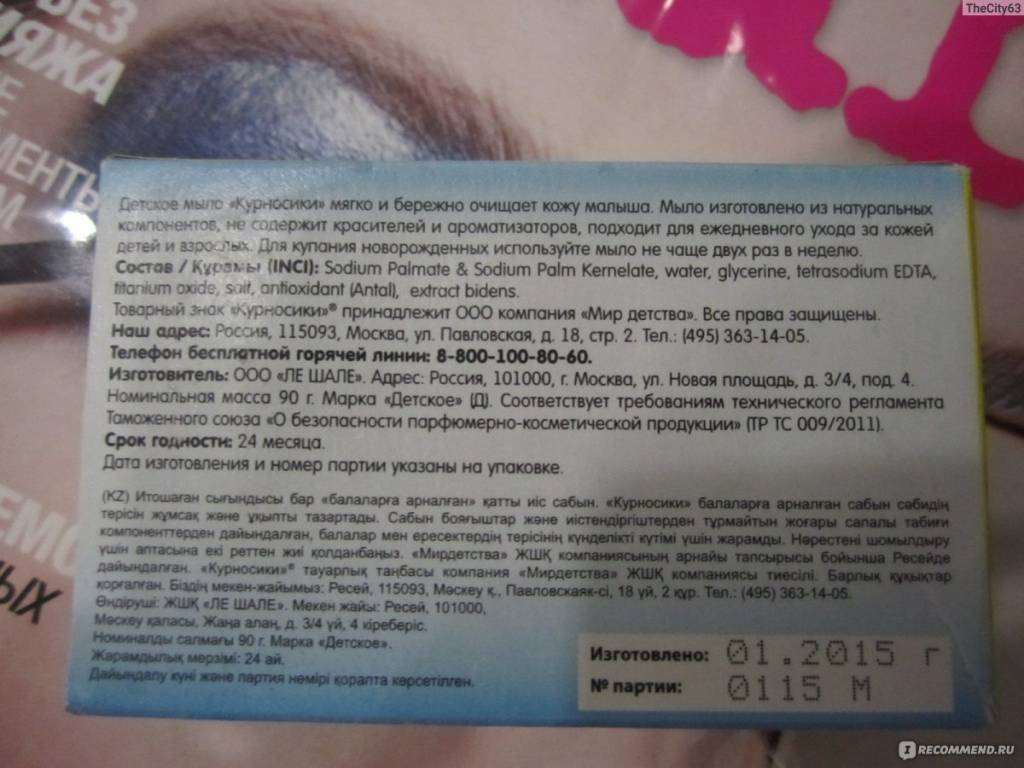 TheCity63
БЕЗ
МЕНТЫ
Детское мыло «Курносики» мягко и бережно очищает кожу малыша. Мыло изготовлено из натуральных
компонентов, не содержит красителей и ароматизаторов, подходит для ежедневного ухода за кожей
детей и взрослых. Для купания новорожденных используйте мыло не чаще двух раз в неделю.
Состав / Құрамы (INCI): Sodium Palmate & Sodium Palm Kernelate, water, glycerine, tetrasodium EDTA,
titanium oxide, salt, antioxidant (Antal), extract bidens.
Товарный знак «Курносики»® принадлежит ООО компания «Мир детства». Все права защищены.
Наш адрес: Россия, 115093, Москва, ул. Павловская, д. 18, стр. 2. Тел.: (495) 363-14-05.
Телефон бесплатной горячей линии: 8-800-100-80-60.
Изготовитель: ООО «ЛЕ ШАЛЕ». Адрес: Россия, 101000, г. Москва, ул. Новая площадь, д. 3/4, под. 4.
Номинальная масса 90 г. Марка «Детское» (Д). Соответствует требованиям технического регламента
Таможенного союза «О безопасности парфюмерно-косметической продукции» (ТР ТС 009/2011).
Срок годности: 24 месяца.
Дата изготовления и номер партии указаны на упаковке.
(KZ) Итошаған сығындысы бар «балаларға арналған» қатты иіс сабын. «Курносики» балаларға арналған сабын сәбидің
терісін жұмсақ және ұқыпты тазартады. Сабын бояғыштар және иістендіргіштерден тұрмайтын жоғары сапалы табиғи
компоненттерден дайындалған, балалар мен ересектердің терісінің күнделікті күтімі үшін жарамды. Нәрестені шомылдыру
үшін аптасына екі реттен жиі қолданбаңыз. «Мирдетства» ЖШҚ компаниясының арнайы тапсырысы бойынша Ресейде
дайындалған. «Курносики»® тауарлық таңбасы компания «Мирдетства» ЖШҚ компаниясы тиесілі. Барлық құқықтар
қорғалған. Біздің мекен-жайымыз: Ресей, 115093, Мәскеу қ., Павловская к-сі, 18 үй, 2 құр. Тел.: (495) 363-14-05.
Өндіруші: ЖШҚ «ЛЕ ШАЛЕ». Мекен жайы: Ресей, 101000,
Мәскеу қаласы, Жаңа алаң, д. 3/4 үй, 4 кіреберіс.
Номиналды салмағы 90 г. Марка «Детское».
Жарамдылық мерзімі: 24 ай.
Дайындалу күні және партия нөмірі қорапта көрсетілген.
Изготовлено: 01.2015 г
№ партии: 0115 М
IRECOMMEND.RU